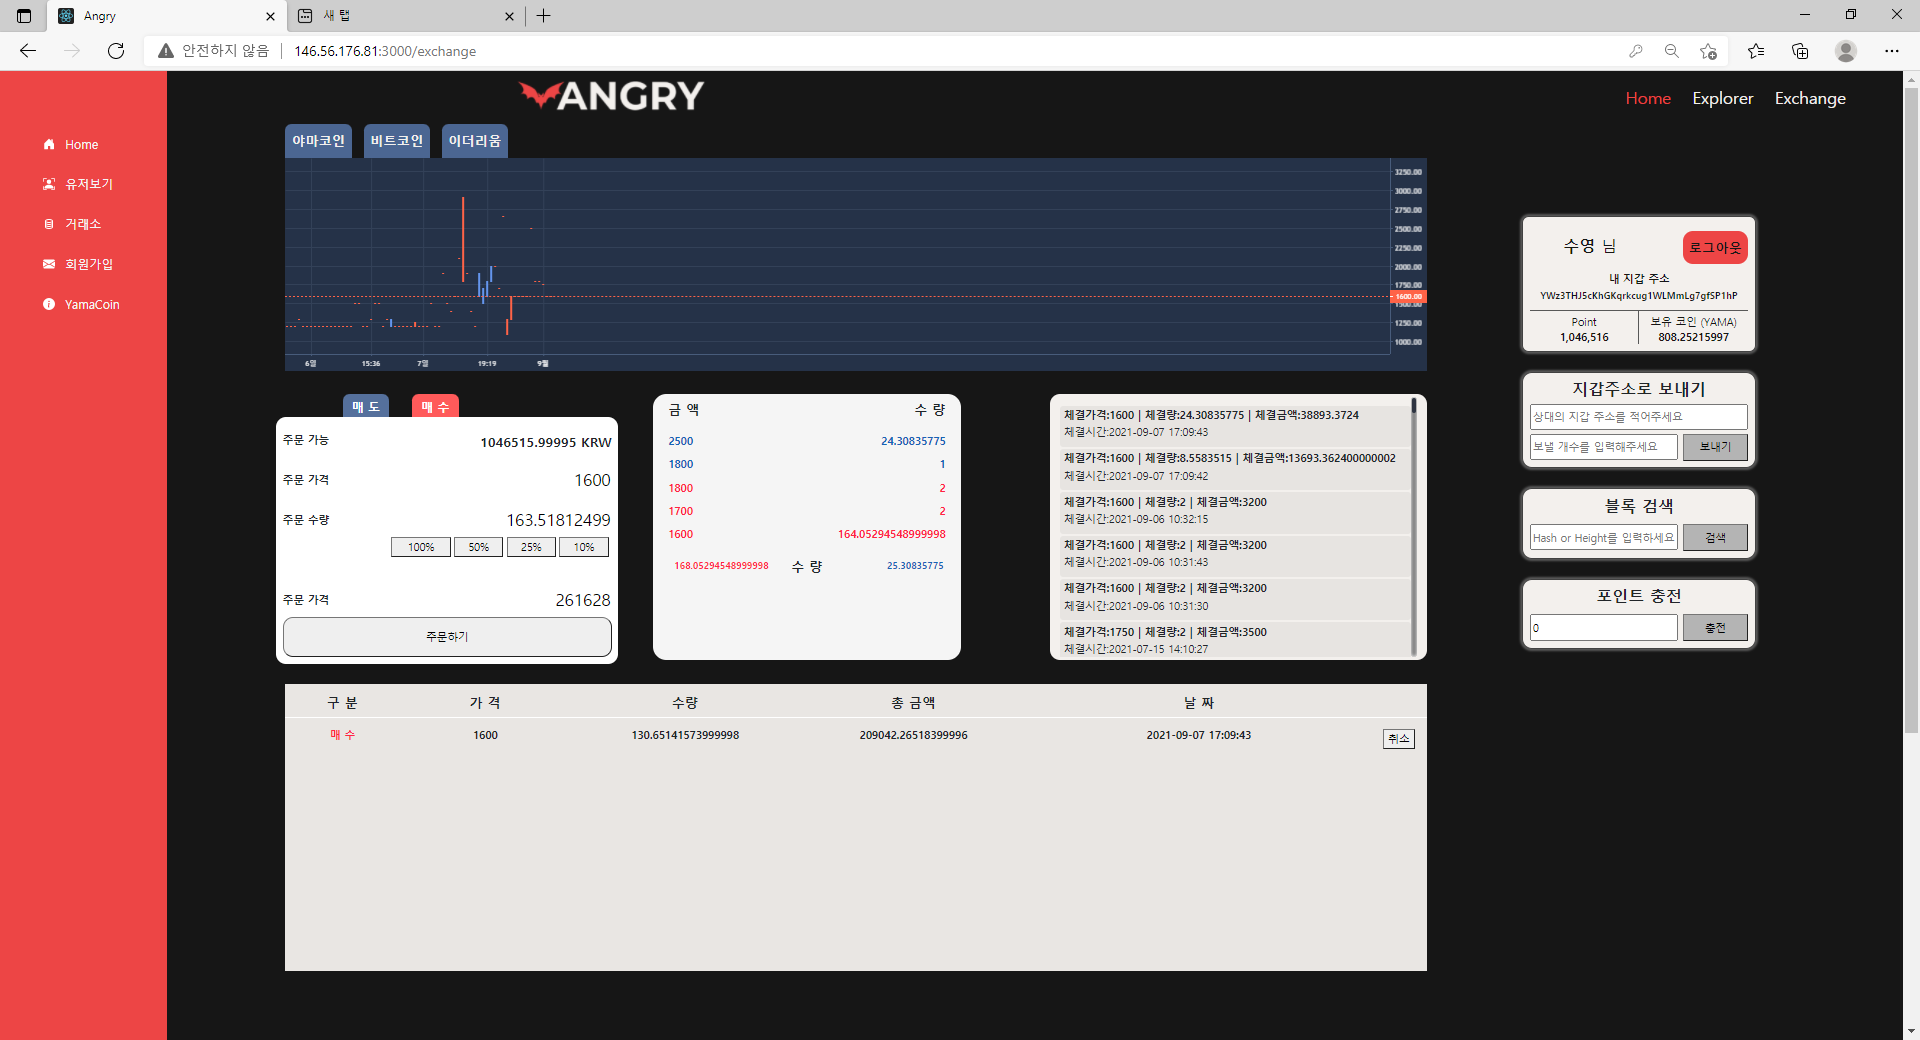 Angry
새 탭
안전하지 않음
146.56.176.81:3000/exchange
ANGRY
Home
Explorer
Exchange
Home
유저보기
거래소
회원가입
YamaCoin
야마코인
비트코인
이더리움
3250.00
3000.00
2750.00
2500.00
2250.00
2000.00
1750.00
1600.00
1500.00
1250.00
1000.00
6일
15:36
7일
19:19
9월
수영 님
로그아웃
내 지갑 주소
YWz3THJ5cKhGKqrkcug1WLMmLg7gfSP1hP
Point
보유 코인 (YAMA)
1,046,516
808.25215997
지갑주소로 보내기
상대의 지갑 주소를 적어주세요
보낼 개수를 입력해주세요
보내기
블록 검색
Hash or Height를 입력하세요
검색
포인트 충전
0
충전
매 도
매 수
주문 가능
1046515.99995 KRW
주문 가격
1600
주문 수량
163.51812499
100%
50%
25%
10%
주문 가격
261628
주문하기
금 액
수 량
2500
24.30835775
1800
1
1800
2
1700
2
1600
164.05294548999998
168.05294548999998
수 량
25.30835775
체결가격:1600 | 체결량:24.30835775 | 체결금액:38893.3724
체결시간:2021-09-07 17:09:43
체결가격:1600 | 체결량:8.5583515 | 체결금액:13693.362400000002
체결시간:2021-09-07 17:09:42
체결가격:1600 | 체결량:2 | 체결금액:3200
체결시간:2021-09-06 10:32:15
체결가격:1600 | 체결량:2 | 체결금액:3200
체결시간:2021-09-06 10:31:43
체결가격:1600 | 체결량:2 | 체결금액:3200
체결시간:2021-09-06 10:31:30
체결가격:1750 | 체결량:2 | 체결금액:3500
체결시간:2021-07-15 14:10:27
구 분
가 격
수량
총 금액
날 짜
매 수
1600
130.65141573999998
209042.26518399996
2021-09-07 17:09:43
취소